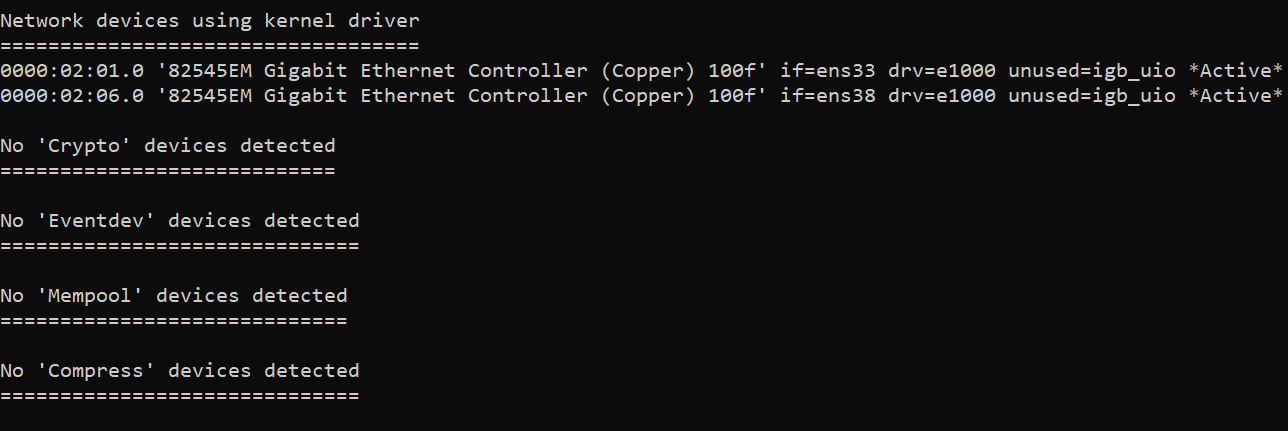 Network devices using kernel driver
===================================
0000:02:01.0 '82545EM Gigabit Ethernet Controller (Copper) 100f' if=ens33 drv=e1000 unused=igb_uio *Active*
0000:02:06.0 '82545EM Gigabit Ethernet Controller (Copper) 100f' if=ens38 drv=e1000 unused=igb_uio *Active*
No 'Crypto' devices detected
============================
No 'Eventdev' devices detected
==============================
No 'Mempool' devices detected
=============================
No 'Compress' devices detected
==============================